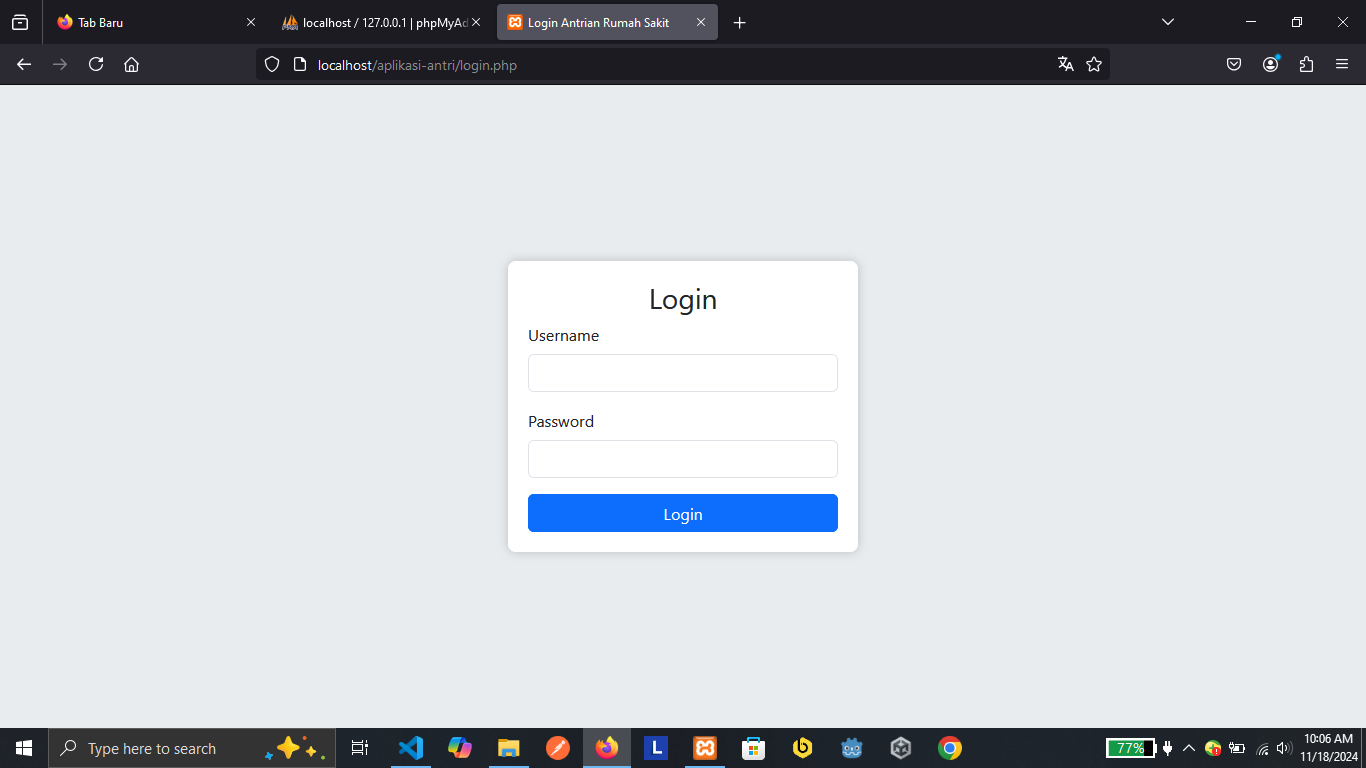 Tab Baru
localhost / 127.0.0.1 | phpMyAd
Login Antrian Rumah Sakit
localhost/aplikasi-antri/login.php
Login
Username
Password
Login
Type here to search
L
77%
10:06 AM
11/18/2024